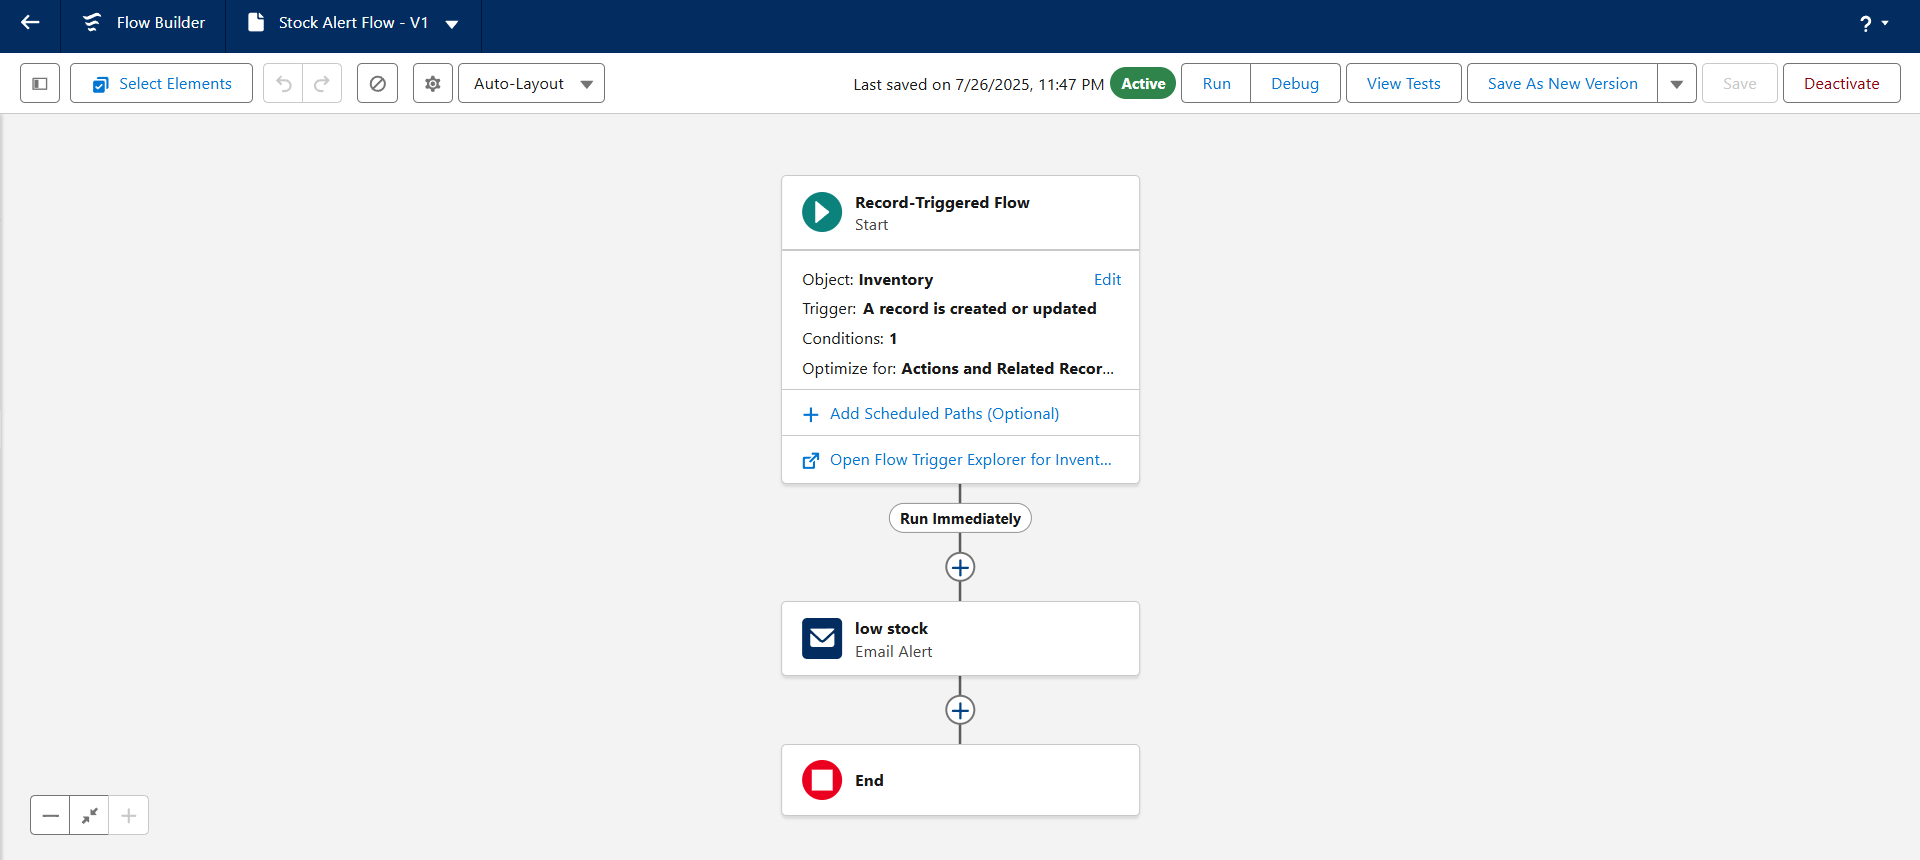 Flow Builder
Stock Alert Flow - V1
?
Select Elements
Auto-Layout
Last saved on 7/26/2025, 11:47 PM
Active
Run
Debug
View Tests
Save As New Version
Save
Deactivate
Record-Triggered Flow
Start
Object: Inventory
Edit
Trigger: A record is created or updated
Conditions: 1
Optimize for: Actions and Related Recor...
Add Scheduled Paths (Optional)
Open Flow Trigger Explorer for Invent...
Run Immediately
low stock
Email Alert
End